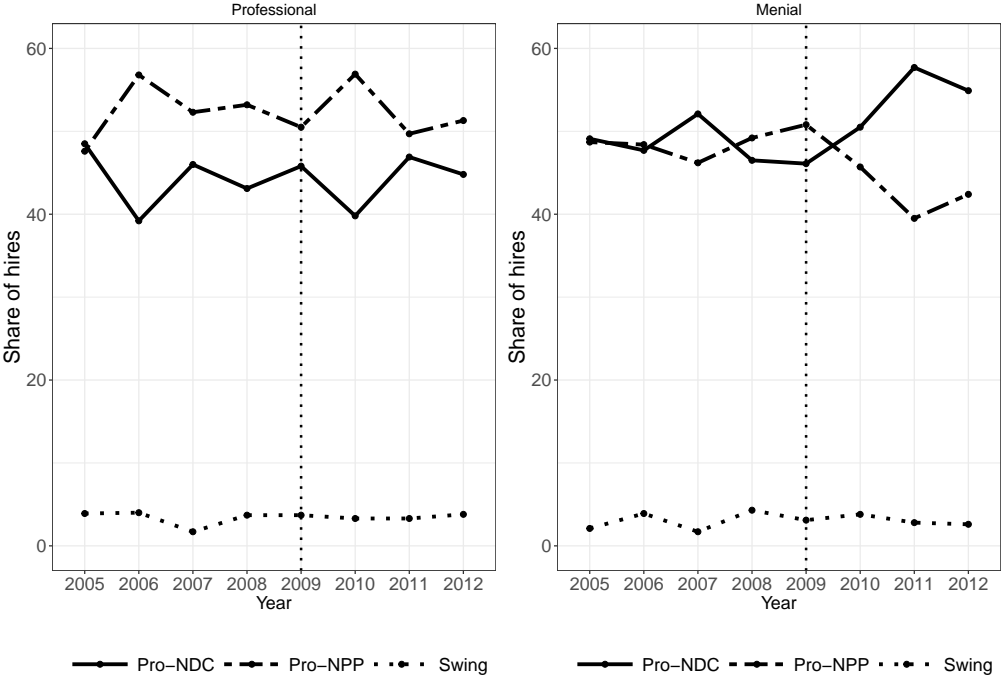 Professional
Menial
Share of hires
60
40
20
0
2005 2006 2007 2008 2009 2010 2011 2012
Year
Share of hires
60
40
20
0
2005 2006 2007 2008 2009 2010 2011 2012
Year
Pro−NDC Pro−NPP Swing
Pro−NDC Pro−NPP Swing